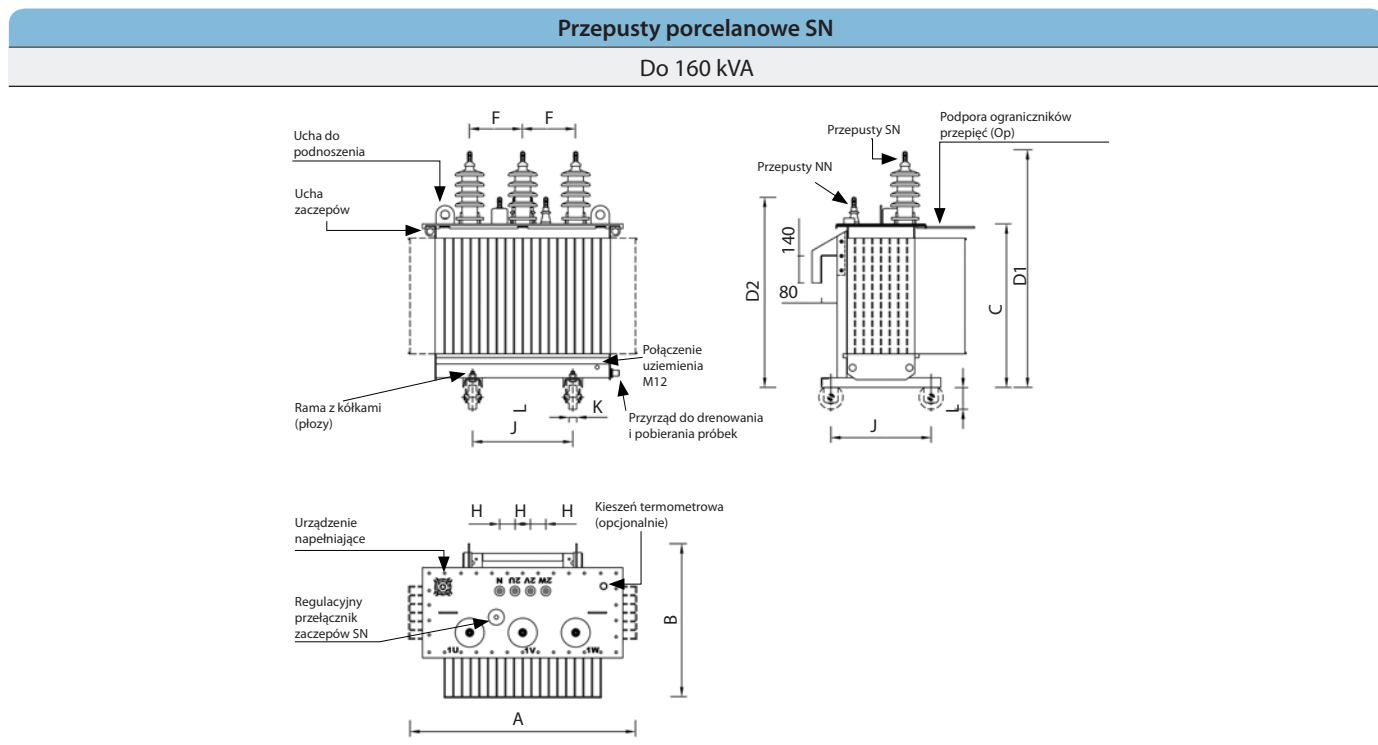 Przepusty porcelanowe SN
Do 160 kVA
F F
Ucha do
podnoszenia
Ucha
zaczepów
Połączenie
uziemienia
M12
Rama z kółkami
(płozy)
L
K
J
Przyrząd do drenowania
i pobierania próbek
Przepusty SN
Podpora ograniczników
przepięć (Op)
Przepusty NN
140
80
D2
C
D1
L
J
H H H
Kieszeń termometrowa
(opcjonalnie)
Urządzenie
napełniające
N 2U 2V 2W
Regulacyjny
przełącznik
zaczepów SN
1U 1V 1W
B
A